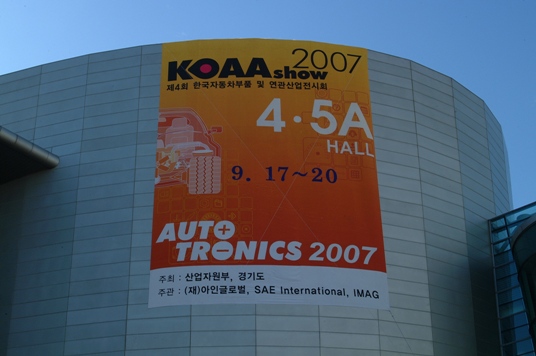 KOAA show 2007
제4회 한국자동차부품 및 연관산업전시회
4·5A
HALL
9. 17~20
AUTO
TRONICS 2007
주최 : 산업자원부, 경기도
주관 : (재)아인글로벌, SAE International, IMAG